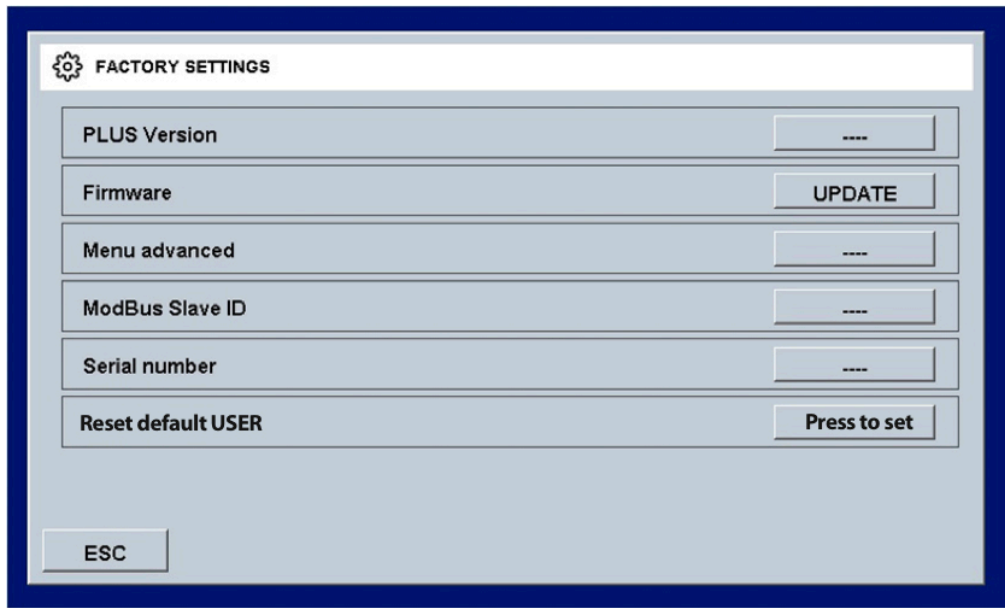 FACTORY SETTINGS
PLUS Version ----
Firmware UPDATE
Menu advanced ----
ModBus Slave ID ----
Serial number ----
Reset default USER Press to set
ESC